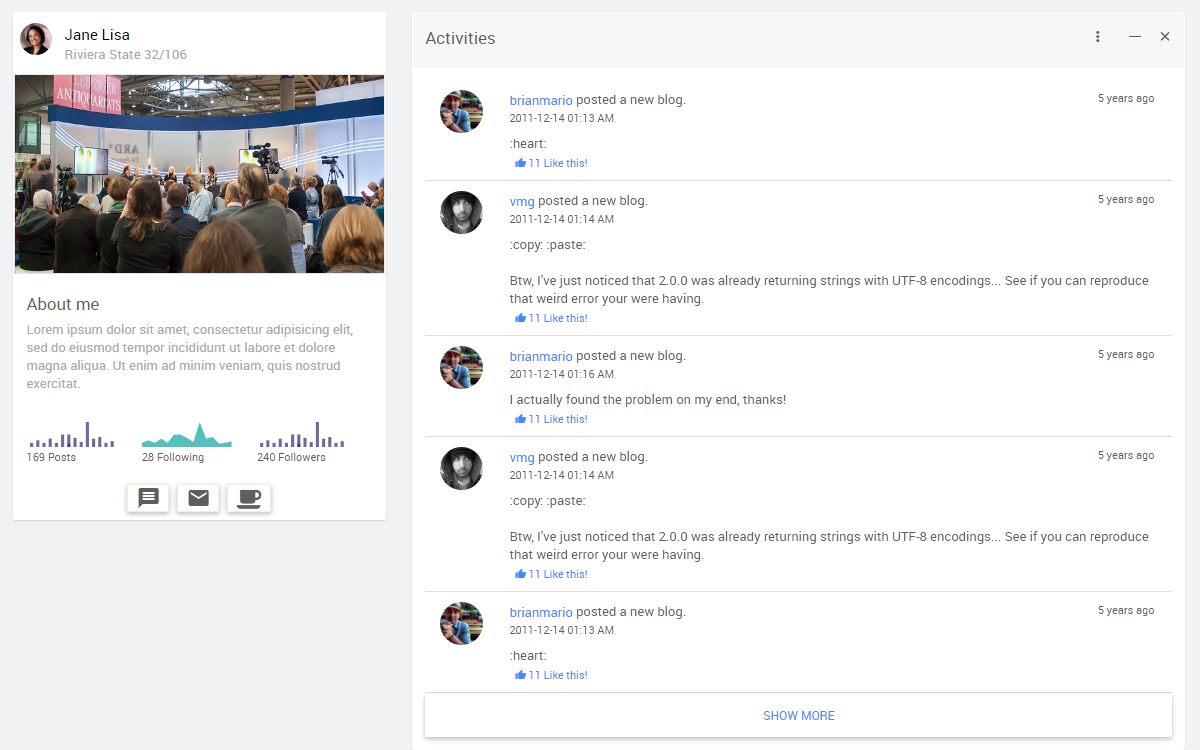 Jane Lisa
Riviera State 32/106
ANTIQUARIATS
ARD
About me
Lorem ipsum dolor sit amet, consectetur adipisicing elit,
sed do eiusmod tempor incididunt ut labore et dolore
magna aliqua. Ut enim ad minim veniam, quis nostrud
exercitat.
169 Posts
28 Following
240 Followers
Activities
brianmario posted a new blog.
5 years ago
2011-12-14 01:13 AM
:heart:
11 Like this!
vmg posted a new blog.
5 years ago
2011-12-14 01:14 AM
:copy: :paste:
Btw, I've just noticed that 2.0.0 was already returning strings with UTF-8 encodings... See if you can reproduce
that weird error your were having.
11 Like this!
brianmario posted a new blog.
5 years ago
2011-12-14 01:16 AM
I actually found the problem on my end, thanks!
11 Like this!
vmg posted a new blog.
5 years ago
2011-12-14 01:14 AM
:copy: :paste:
Btw, I've just noticed that 2.0.0 was already returning strings with UTF-8 encodings... See if you can reproduce
that weird error your were having.
11 Like this!
brianmario posted a new blog.
5 years ago
2011-12-14 01:13 AM
:heart:
11 Like this!
SHOW MORE